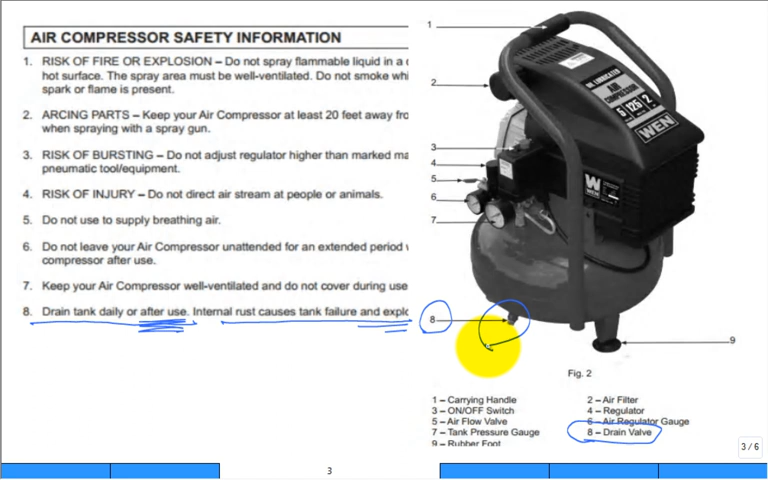 AIR COMPRESSOR SAFETY INFORMATION
1. RISK OF FIRE OR EXPLOSION – Do not spray flammable liquid in a
hot surface. The spray area must be well-ventilated. Do not smoke whi
spark or flame is present.
2. ARCING PARTS – Keep your Air Compressor at least 20 feet away fro
when spraying with a spray gun.
3. RISK OF BURSTING – Do not adjust regulator higher than marked ma
pneumatic tool/equipment.
4. RISK OF INJURY – Do not direct air stream at people or animals.
5. Do not use to supply breathing air.
6. Do not leave your Air Compressor unattended for an extended period
compressor after use.
7. Keep your Air Compressor well-ventilated and do not cover during use
8. Drain tank daily or after use. Internal rust causes tank failure and explo
1
2
3
4
5
6
7
8
9
OIL LUBRICATED
AIR
COMPRESSOR
6 125 2
WEN
W
WEN
Fig. 2
1 – Carrying Handle
2 – Air Filter
3 – ON/OFF Switch
4 – Regulator
5 – Air Flow Valve
6 – Air Regulator Gauge
7 – Tank Pressure Gauge
8 – Drain Valve
9 – Rubber Foot
3 / 6
3